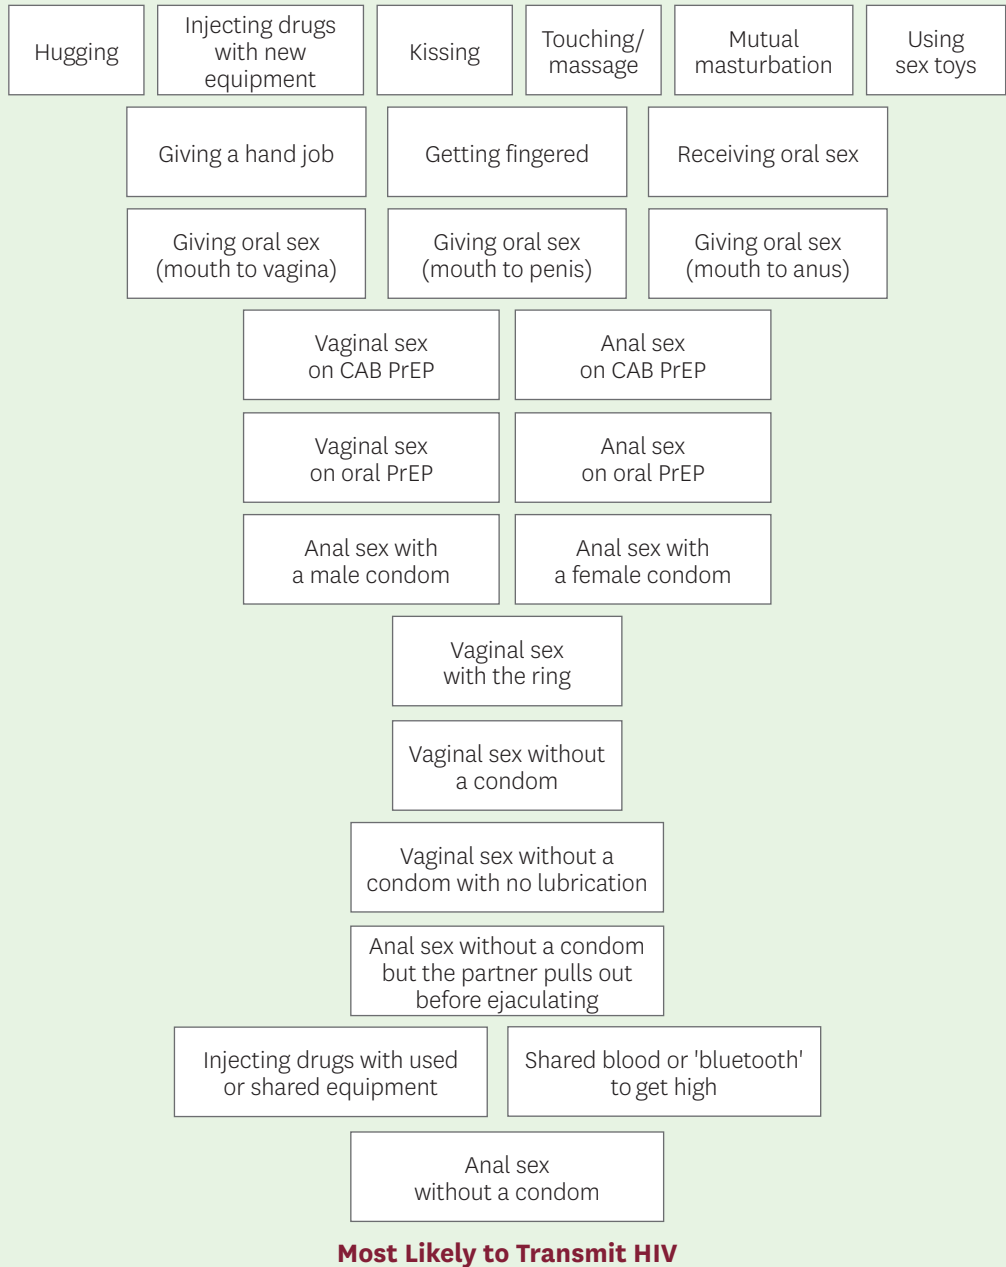 Hugging
Injecting drugs
with new
equipment
Kissing
Touching/
massage
Mutual
masturbation
Using
sex toys
Giving a hand job
Getting fingered
Receiving oral sex
Giving oral sex
(mouth to vagina)
Giving oral sex
(mouth to penis)
Giving oral sex
(mouth to anus)
Vaginal sex
on CAB PrEP
Anal sex
on CAB PrEP
Vaginal sex
on oral PrEP
Anal sex
on oral PrEP
Anal sex with
a male condom
Anal sex with
a female condom
Vaginal sex
with the ring
Vaginal sex without
a condom
Vaginal sex without a
condom with no lubrication
Anal sex without a condom
but the partner pulls out
before ejaculating
Injecting drugs with used
or shared equipment
Shared blood or 'bluetooth'
to get high
Anal sex
without a condom
Most Likely to Transmit HIV